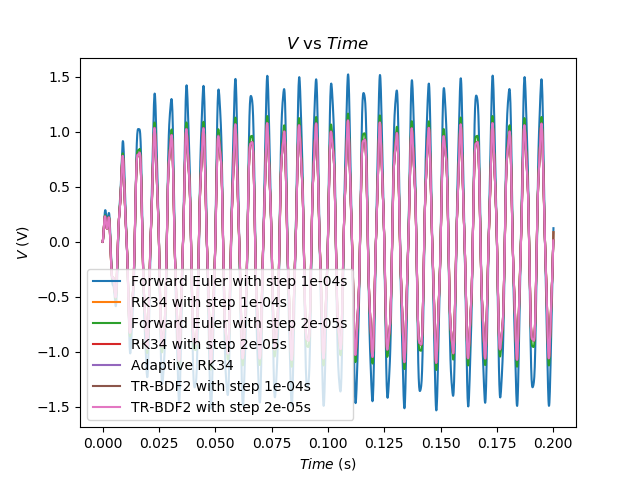 V vs Time
1.5
1.0
0.5
0.0
−0.5
−1.0
−1.5
V (V)
Forward Euler with step 1e-04s
RK34 with step 1e-04s
Forward Euler with step 2e-05s
RK34 with step 2e-05s
Adaptive RK34
TR-BDF2 with step 1e-04s
TR-BDF2 with step 2e-05s
0.000 0.025 0.050 0.075 0.100 0.125 0.150 0.175 0.200
Time (s)